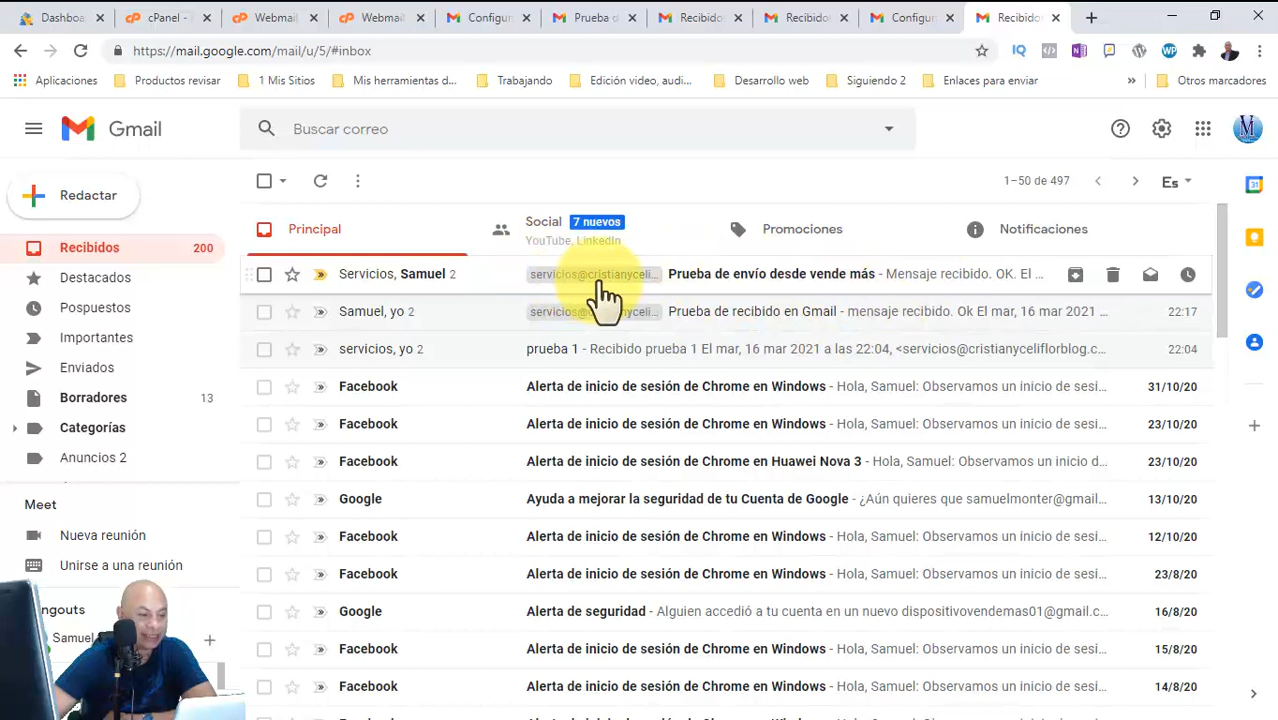 Dashboa
cPanel -
Webmail
Webmai
Configur
Prueba d
Recibido
Recibido
Configur
Recibido
https://mail.google.com/mail/u/5/#inbox
Aplicaciones
Productos revisar
1 Mis Sitios
Mis herramientas d...
Trabajando
Edición video, audi...
Desarrollo web
Siguiendo 2
Enlaces para enviar
»
Otros marcadores
Gmail
Buscar correo
Redactar
1–50 de 497
Es
Recibidos 200
Destacados
Pospuestos
Importantes
Enviados
Borradores 13
Categorías
Anuncios 2
Meet
Nueva reunión
Unirse a una reunión
ngouts
Samuel
Principal
Social 7 nuevos
YouTube, LinkedIn
Promociones
Notificaciones
Servicios, Samuel 2 servicios@cristianyceli... Prueba de envío desde vende más - Mensaje recibido. OK. El ...
Samuel, yo 2 servicios@ Prueba de recibido en Gmail - mensaje recibido. Ok El mar, 16 mar 2021 ... 22:17
servicios, yo 2 prueba 1 - Recibido prueba 1 El mar, 16 mar 2021 a las 22:04, <servicios@cristianyceliflorblog.c... 22:04
Facebook Alerta de inicio de sesión de Chrome en Windows - Hola, Samuel: Observamos un inicio de sesi... 31/10/20
Facebook Alerta de inicio de sesión de Chrome en Windows - Hola, Samuel: Observamos un inicio de sesi... 23/10/20
Facebook Alerta de inicio de sesión de Chrome en Huawei Nova 3 - Hola, Samuel: Observamos un inicio d... 23/10/20
Google Ayuda a mejorar la seguridad de tu Cuenta de Google - ¿Aún quieres que samuelmonter@gmail... 13/10/20
Facebook Alerta de inicio de sesión de Chrome en Windows - Hola, Samuel: Observamos un inicio de sesi... 12/10/20
Facebook Alerta de inicio de sesión de Chrome en Windows - Hola, Samuel: Observamos un inicio de sesi... 23/8/20
Google Alerta de seguridad - Alguien accedió a tu cuenta en un nuevo dispositivovendemas01@gmail.c... 16/8/20
Facebook Alerta de inicio de sesión de Chrome en Windows - Hola, Samuel: Observamos un inicio de sesi... 15/8/20
Facebook Alerta de inicio de sesión de Chrome en Windows - Hola, Samuel: Observamos un inicio de sesi... 14/8/20